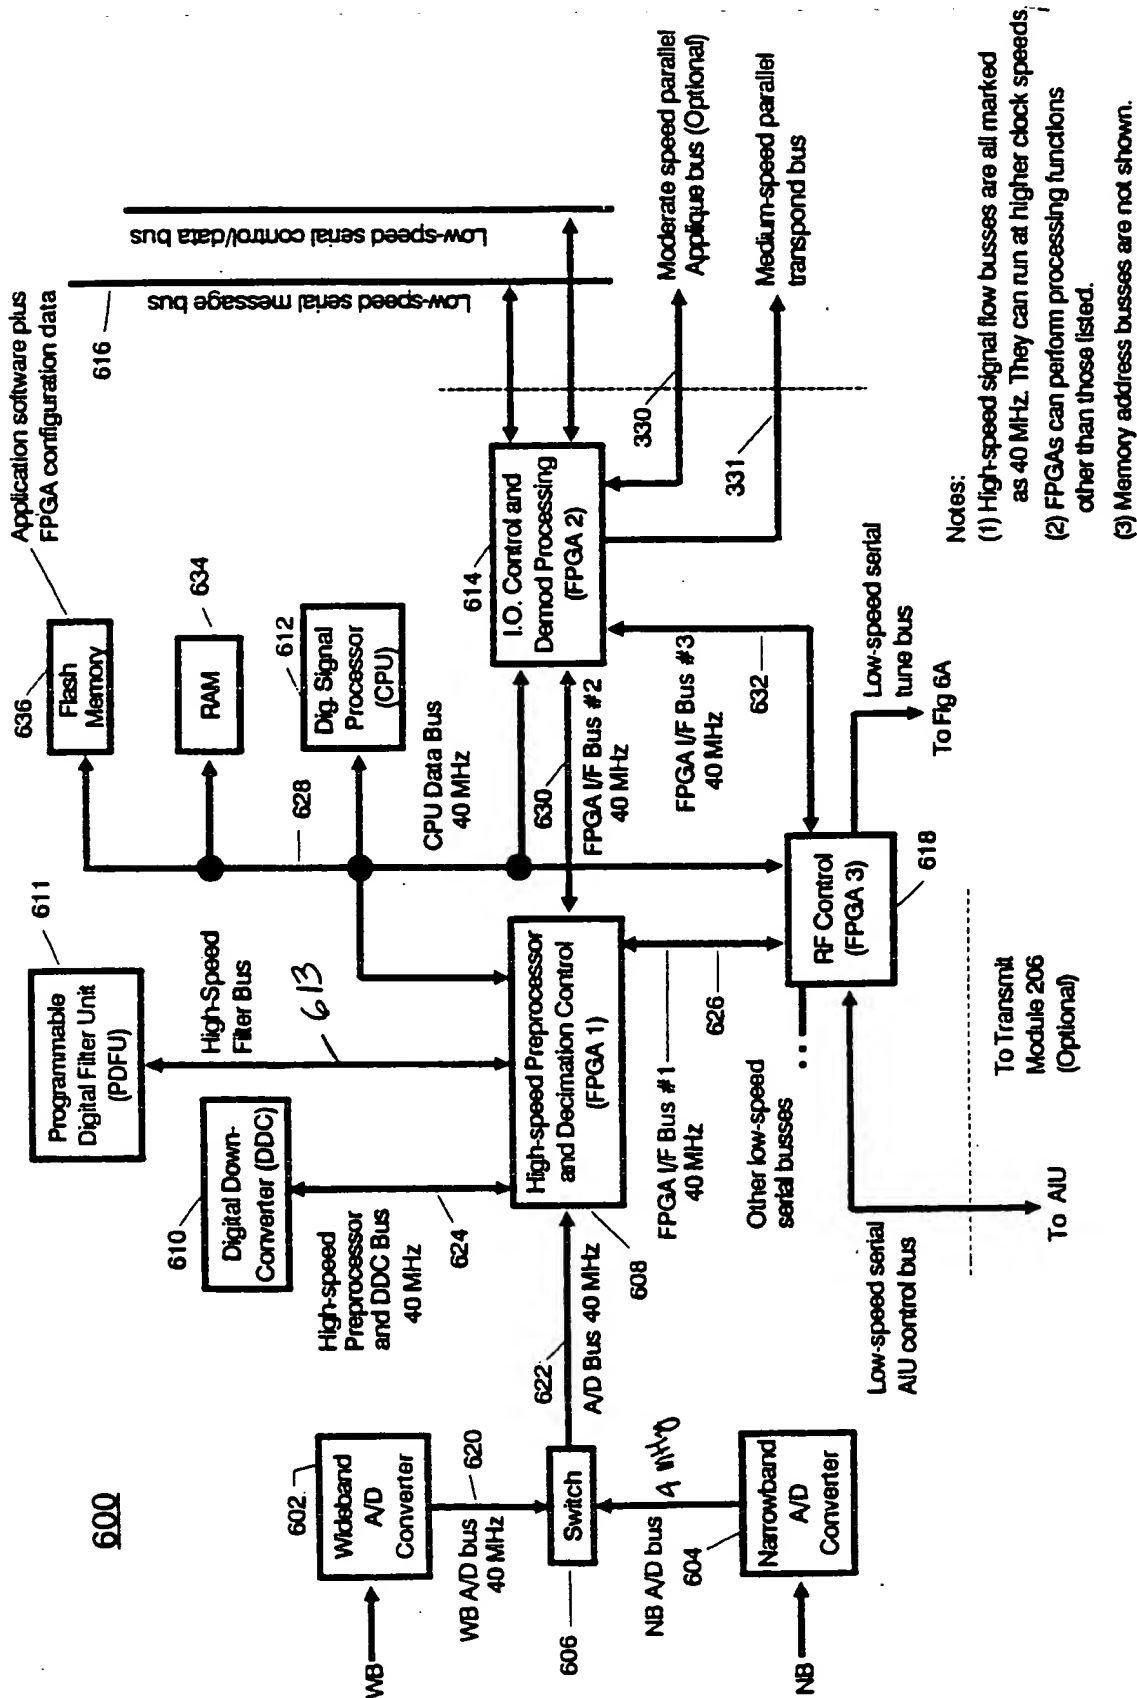 600
WB
602
Wideband
A/D
Converter
WB A/D bus
40 MHz
620
606
Switch
NB A/D bus
4 MHz
604
Narrowband
A/D
Converter
NB
622
A/D Bus 40 MHz
608
610
Digital Down-
Converter (DDC)
High-speed
Preprocessor
and DDC Bus
40 MHz
624
611
Programmable
Digital Filter Unit
(PDFU)
High-Speed
Filter Bus
613
High-speed Preprocessor
and Decimation Control
(FPGA 1)
FPGA I/F Bus #1
40 MHz
626
Other low-speed
serial busses
Low-speed serial
AIU control bus
To AIU
To Transmit
Module 206
(Optional)
RF Control
(FPGA 3)
618
Low-speed serial
tune bus
To Fig 6A
636
Flash
Memory
Application software plus
FPGA configuration data
RAM
634
612
Dig. Signal
Processor
(CPU)
628
CPU Data Bus
40 MHz
630
FPGA I/F Bus #2
40 MHz
FPGA I/F Bus #3
40 MHz
632
614
I.O. Control and
Demod Processing
(FPGA 2)
616
Low-speed serial message bus
Low-speed serial control/data bus
330
Moderate speed parallel
Applique bus (Optional)
331
Medium-speed parallel
transpond bus
Notes:
(1) High-speed signal flow busses are all marked
as 40 MHz. They can run at higher clock speeds.
(2) FPGAs can perform processing functions
other than those listed.
(3) Memory address busses are not shown.